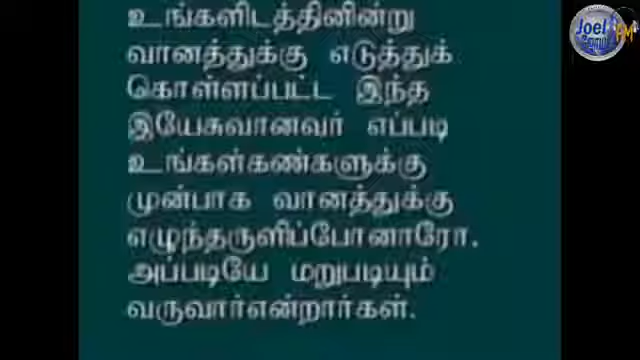 உங்களிடத்தினின்று
வானத்துக்கு எடுத்துக்
கொள்ளப்பட்ட இந்த
இயேசுவானவர் எப்படி
உங்கள்கண்களுக்கு
முன்பாக வானத்துக்கு
எழுந்தருளிப்போனாரோ.
அப்படியே மறுபடியும்
வருவார்என்றார்கள்.
Joel
FM